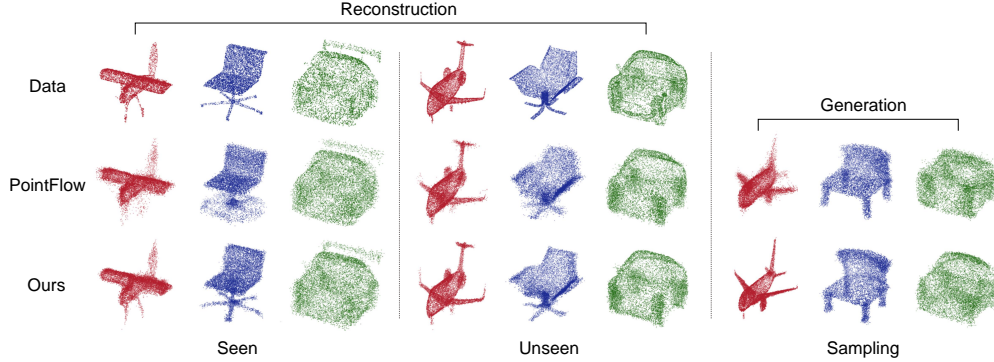 Reconstruction
Data
Generation
PointFlow
Ours
Seen
Unseen
Sampling